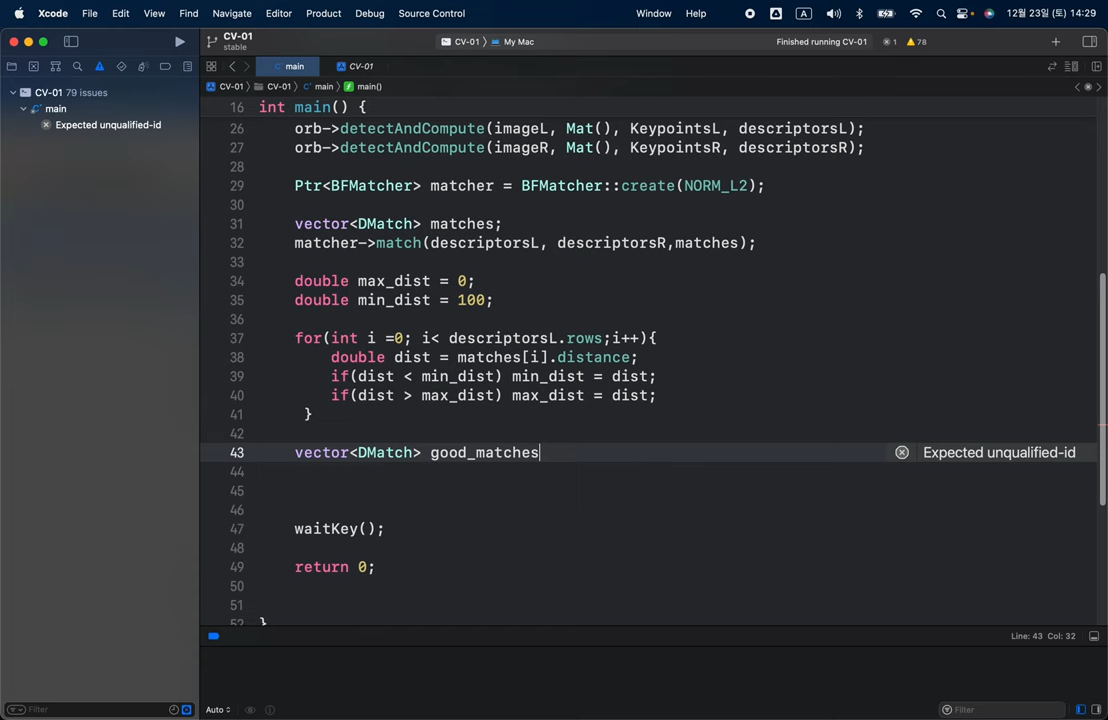 Xcode File Edit View Find Navigate Editor Product Debug Source Control Window Help A 12월 23일(토) 14:29
CV-01
stable
CV-01 〉 My Mac
Finished running CV-01
1 78
main
CV-01
CV-01 〉 CV-01 〉 main 〉 main()
CV-01 79 issues
main
Expected unqualified-id
16 int main() {
26 orb->detectAndCompute(imageL, Mat(), KeypointsL, descriptorsL);
27 orb->detectAndCompute(imageR, Mat(), KeypointsR, descriptorsR);
28
29 Ptr<BFMatcher> matcher = BFMatcher::create(NORM_L2);
30
31 vector<DMatch> matches;
32 matcher->match(descriptorsL, descriptorsR,matches);
33
34 double max_dist = 0;
35 double min_dist = 100;
36
37 for(int i =0; i< descriptorsL.rows;i++){
38 double dist = matches[i].distance;
39 if(dist < min_dist) min_dist = dist;
40 if(dist > max_dist) max_dist = dist;
41 }
42
43 vector<DMatch> good_matches Expected unqualified-id
44
45
46
47 waitKey();
48
49 return 0;
50
51
52 }
Line: 43 Col: 32
Filter
Auto
Filter